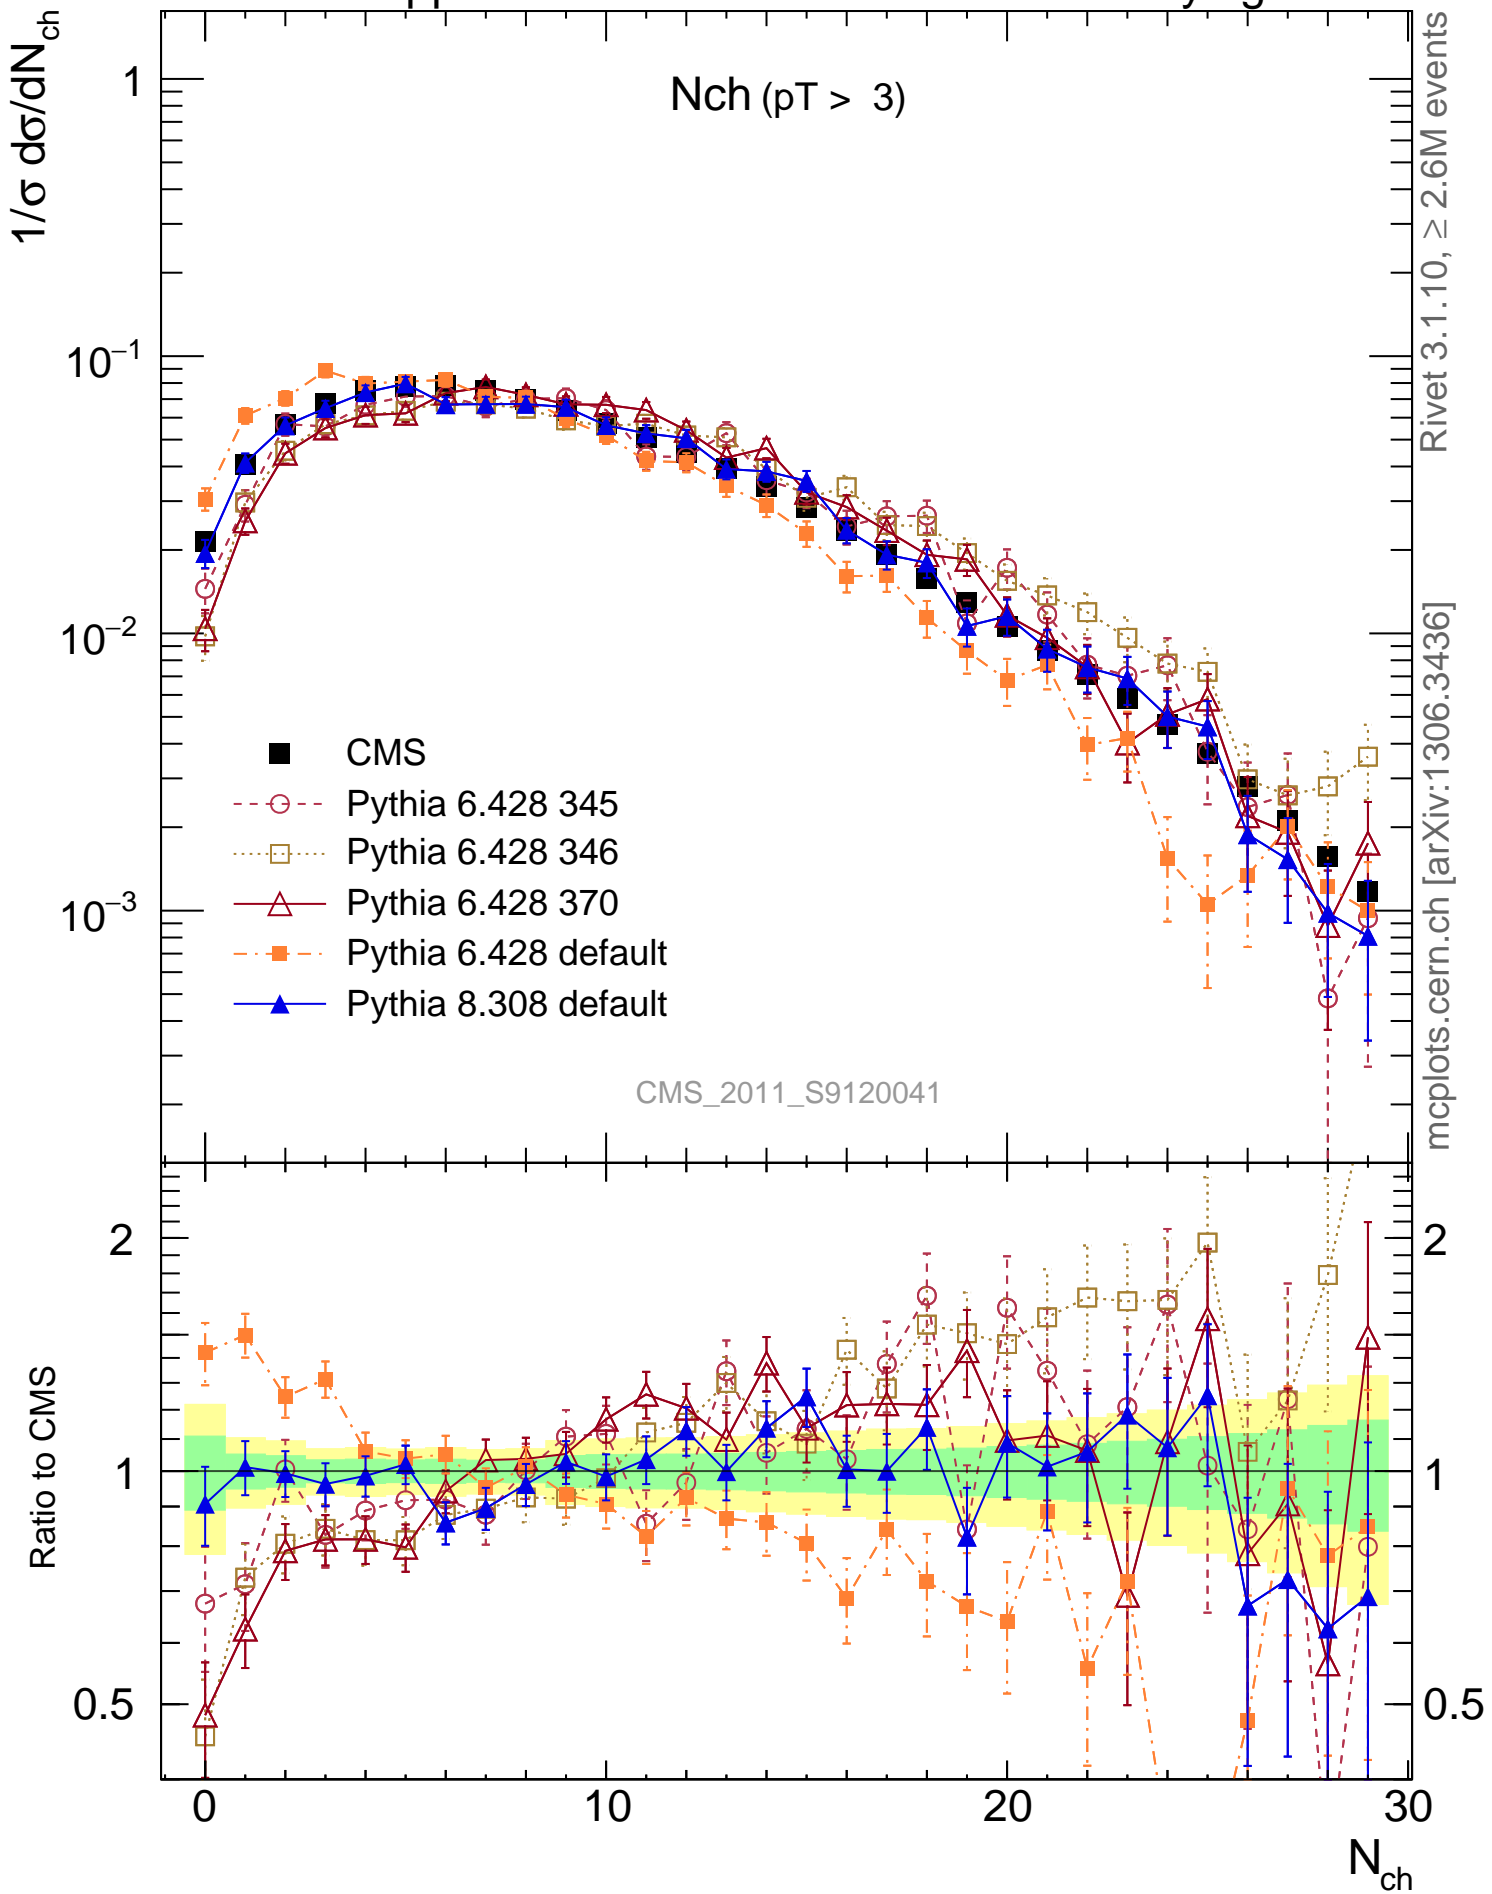 1/σ dσ/dNch
Nch (pT > 3)
1
10−1
10−2
10−3
CMS
Pythia 6.428 345
Pythia 6.428 346
Pythia 6.428 370
Pythia 6.428 default
Pythia 8.308 default
CMS_2011_S9120041
Rivet 3.1.10, ≥ 2.6M events
mcplots.cern.ch [arXiv:1306.3436]
Ratio to CMS
2
1
0.5
2
1
0.5
0
10
20
30
Nch